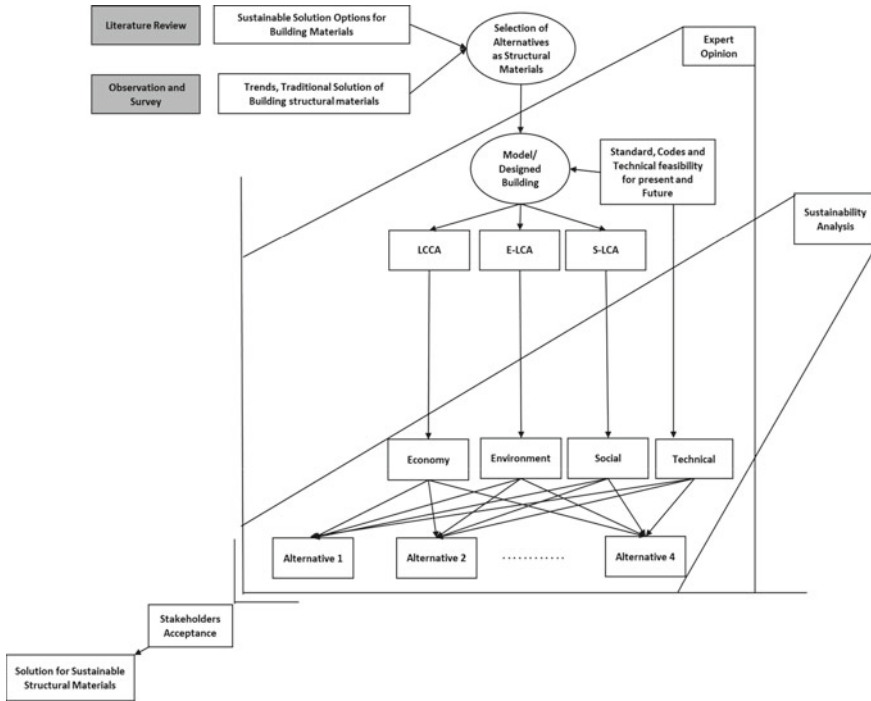 Literature Review
Sustainable Solution Options for
Building Materials
Selection of
Alternatives
as Structural
Materials
Expert
Opinion
Observation and
Survey
Trends, Traditional Solution of
Building structural materials
Model/
Designed
Building
Standard, Codes and
Technical feasibility
for present and
Future
Sustainability
Analysis
LCCA
E-LCA
S-LCA
Economy
Environment
Social
Technical
Alternative 1
Alternative 2
..........
Alternative 4
Stakeholders
Acceptance
Solution for Sustainable
Structural Materials